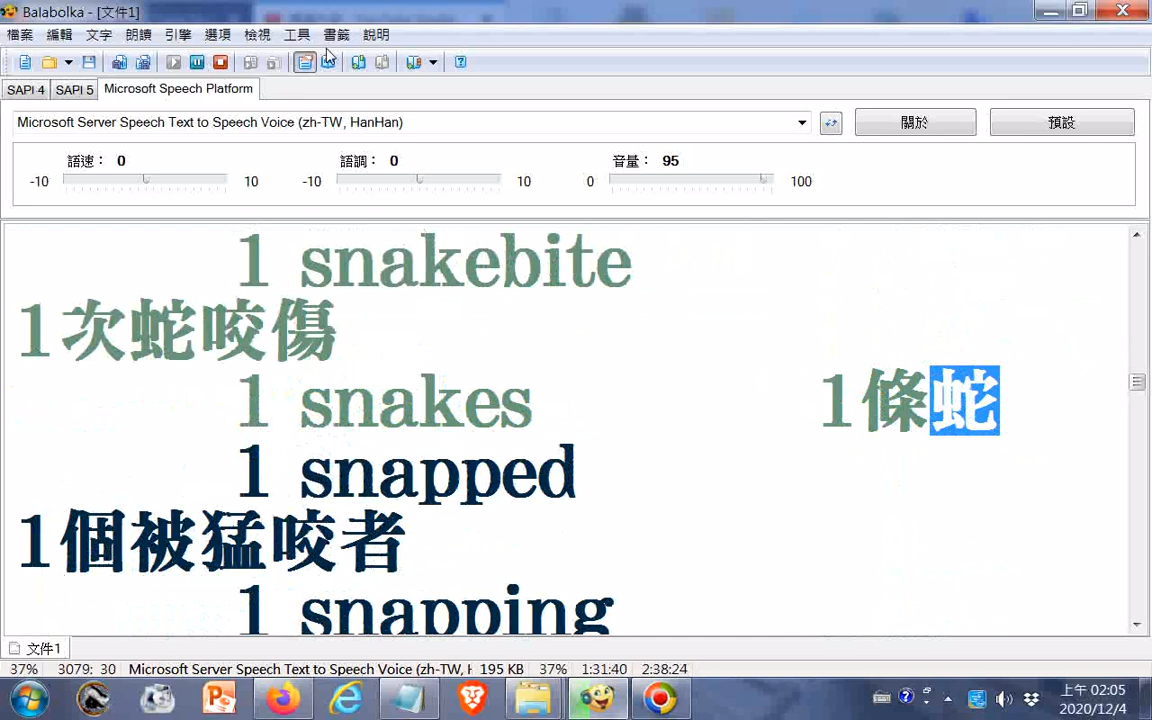 Balabolka - [文件1]
檔案 編輯 文字 朗讀 引擎 選項 檢視 工具 書籤 說明
SAPI 4 SAPI 5 Microsoft Speech Platform
Microsoft Server Speech Text to Speech Voice (zh-TW, HanHan) 關於 預設
語速： 0 語調： 0 音量： 95
-10 10 -10 10 0 100
1 snakebite
1次蛇咬傷
1 snakes 1條蛇
1 snapped
1個被猛咬者
1 snapping
文件1
37% 3079: 30 Microsoft Server Speech Text to Speech Voice (zh-TW, H 195 KB 37% 1:31:40 2:38:24
上午 02:05
2020/12/4